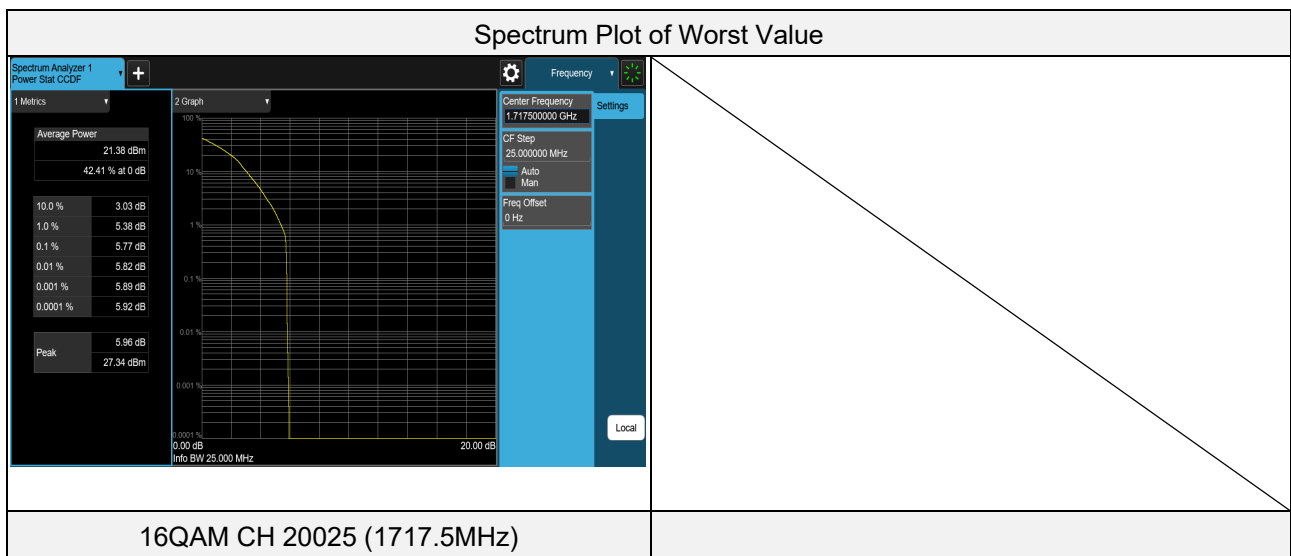 Spectrum Plot of Worst Value
Spectrum Analyzer 1
Power Stat CCDF
+
Frequency
1 Metrics
2 Graph
Average Power
21.38 dBm
42.41 % at 0 dB
10.0 % 3.03 dB
1.0 % 5.38 dB
0.1 % 5.77 dB
0.01 % 5.82 dB
0.001 % 5.89 dB
0.0001 % 5.92 dB
Peak
5.96 dB
27.34 dBm
100 %
10 %
1 %
0.1 %
0.01 %
0.001 %
0.0001 %
0.00 dB
20.00 dB
Info BW 25.000 MHz
Center Frequency
1.717500000 GHz
CF Step
25.000000 MHz
Auto
Man
Freq Offset
0 Hz
Settings
Local
16QAM CH 20025 (1717.5MHz)